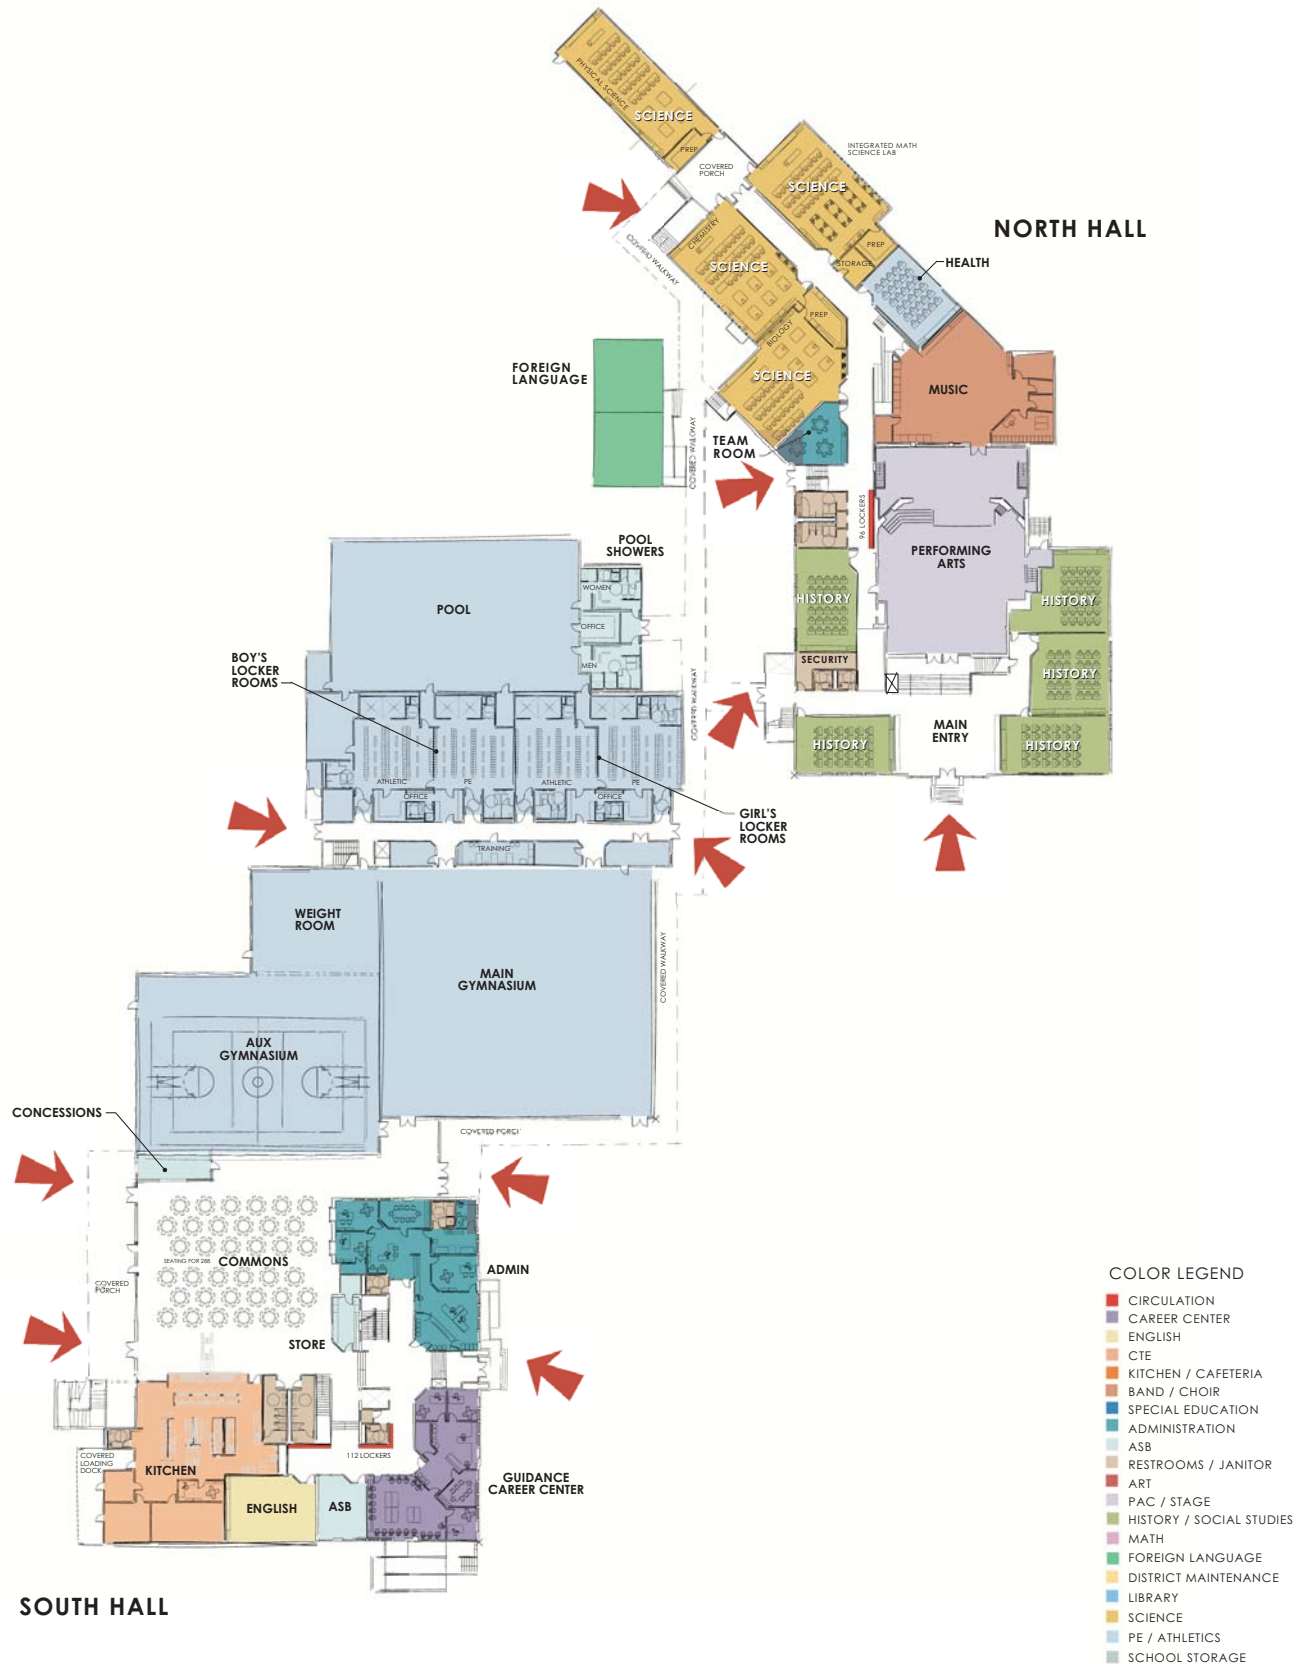 PHYSICAL SCIENCE
SCIENCE
PREP
COVERED
PORCH
INTEGRATED MATH
SCIENCE LAB
SCIENCE
NORTH HALL
CHEMISTRY
COVERED WALKWAY
PREP
STORAGE
HEALTH
SCIENCE
PREP
BIOLOGY
SCIENCE
FOREIGN
LANGUAGE
MUSIC
TEAM
ROOM
COVERED WALKWAY
96 LOCKERS
POOL
SHOWERS
PERFORMING
ARTS
WOMEN
HISTORY
HISTORY
POOL
OFFICE
MEN
SECURITY
BOY'S
LOCKER
ROOMS
HISTORY
COVERED WALKWAY
MAIN
ENTRY
HISTORY
HISTORY
ATHLETIC
PE
ATHLETIC
PE
OFFICE
OFFICE
GIRL'S
LOCKER
ROOMS
TRAINING
WEIGHT
ROOM
MAIN
GYMNASIUM
COVERED WALKWAY
AUX
GYMNASIUM
CONCESSIONS
COVERED PORCH
SEATING FOR 288
COMMONS
ADMIN
COVERED
PORCH
STORE
COVERED
LOADING
DOCK
KITCHEN
112 LOCKERS
GUIDANCE
CAREER CENTER
ENGLISH
ASB
SOUTH HALL
COLOR LEGEND
CIRCULATION
CAREER CENTER
ENGLISH
CTE
KITCHEN / CAFETERIA
BAND / CHOIR
SPECIAL EDUCATION
ADMINISTRATION
ASB
RESTROOMS / JANITOR
ART
PAC / STAGE
HISTORY / SOCIAL STUDIES
MATH
FOREIGN LANGUAGE
DISTRICT MAINTENANCE
LIBRARY
SCIENCE
PE / ATHLETICS
SCHOOL STORAGE